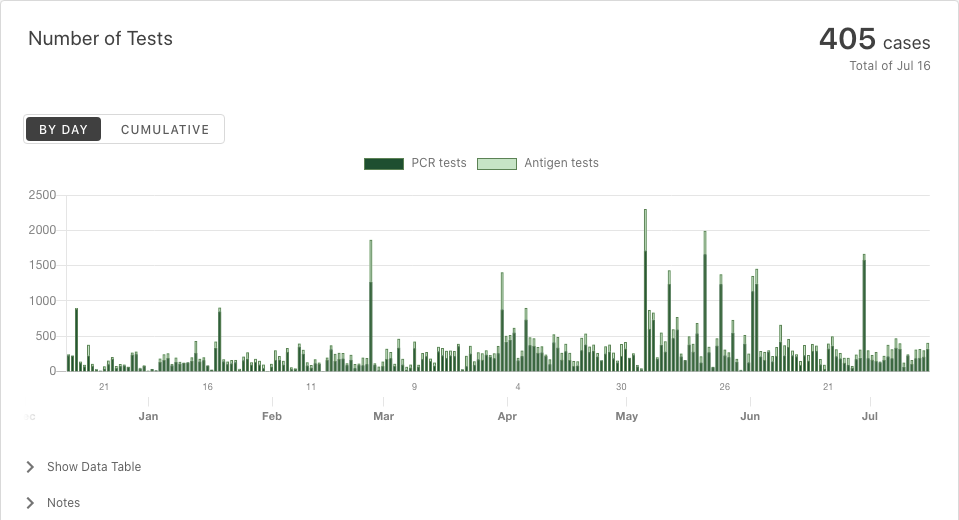 Number of Tests
405 cases
Total of Jul 16
BY DAY CUMULATIVE
PCR tests Antigen tests
2500
2000
1500
1000
500
0
21 16 11 9 4 30 26 21
Jan Feb Mar Apr May Jun Jul
Show Data Table
Notes